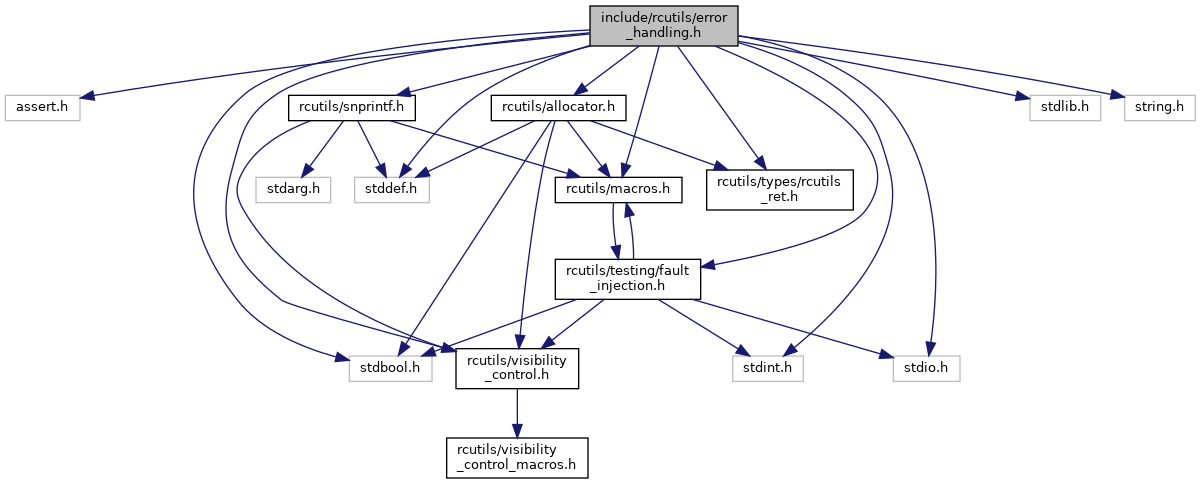 include/rcutils/error
_handling.h
assert.h
rcutils/snprintf.h
rcutils/allocator.h
stdlib.h
string.h
stdarg.h
stddef.h
rcutils/macros.h
rcutils/types/rcutils
_ret.h
rcutils/testing/fault
_injection.h
stdbool.h
rcutils/visibility
_control.h
stdint.h
stdio.h
rcutils/visibility
_control_macros.h